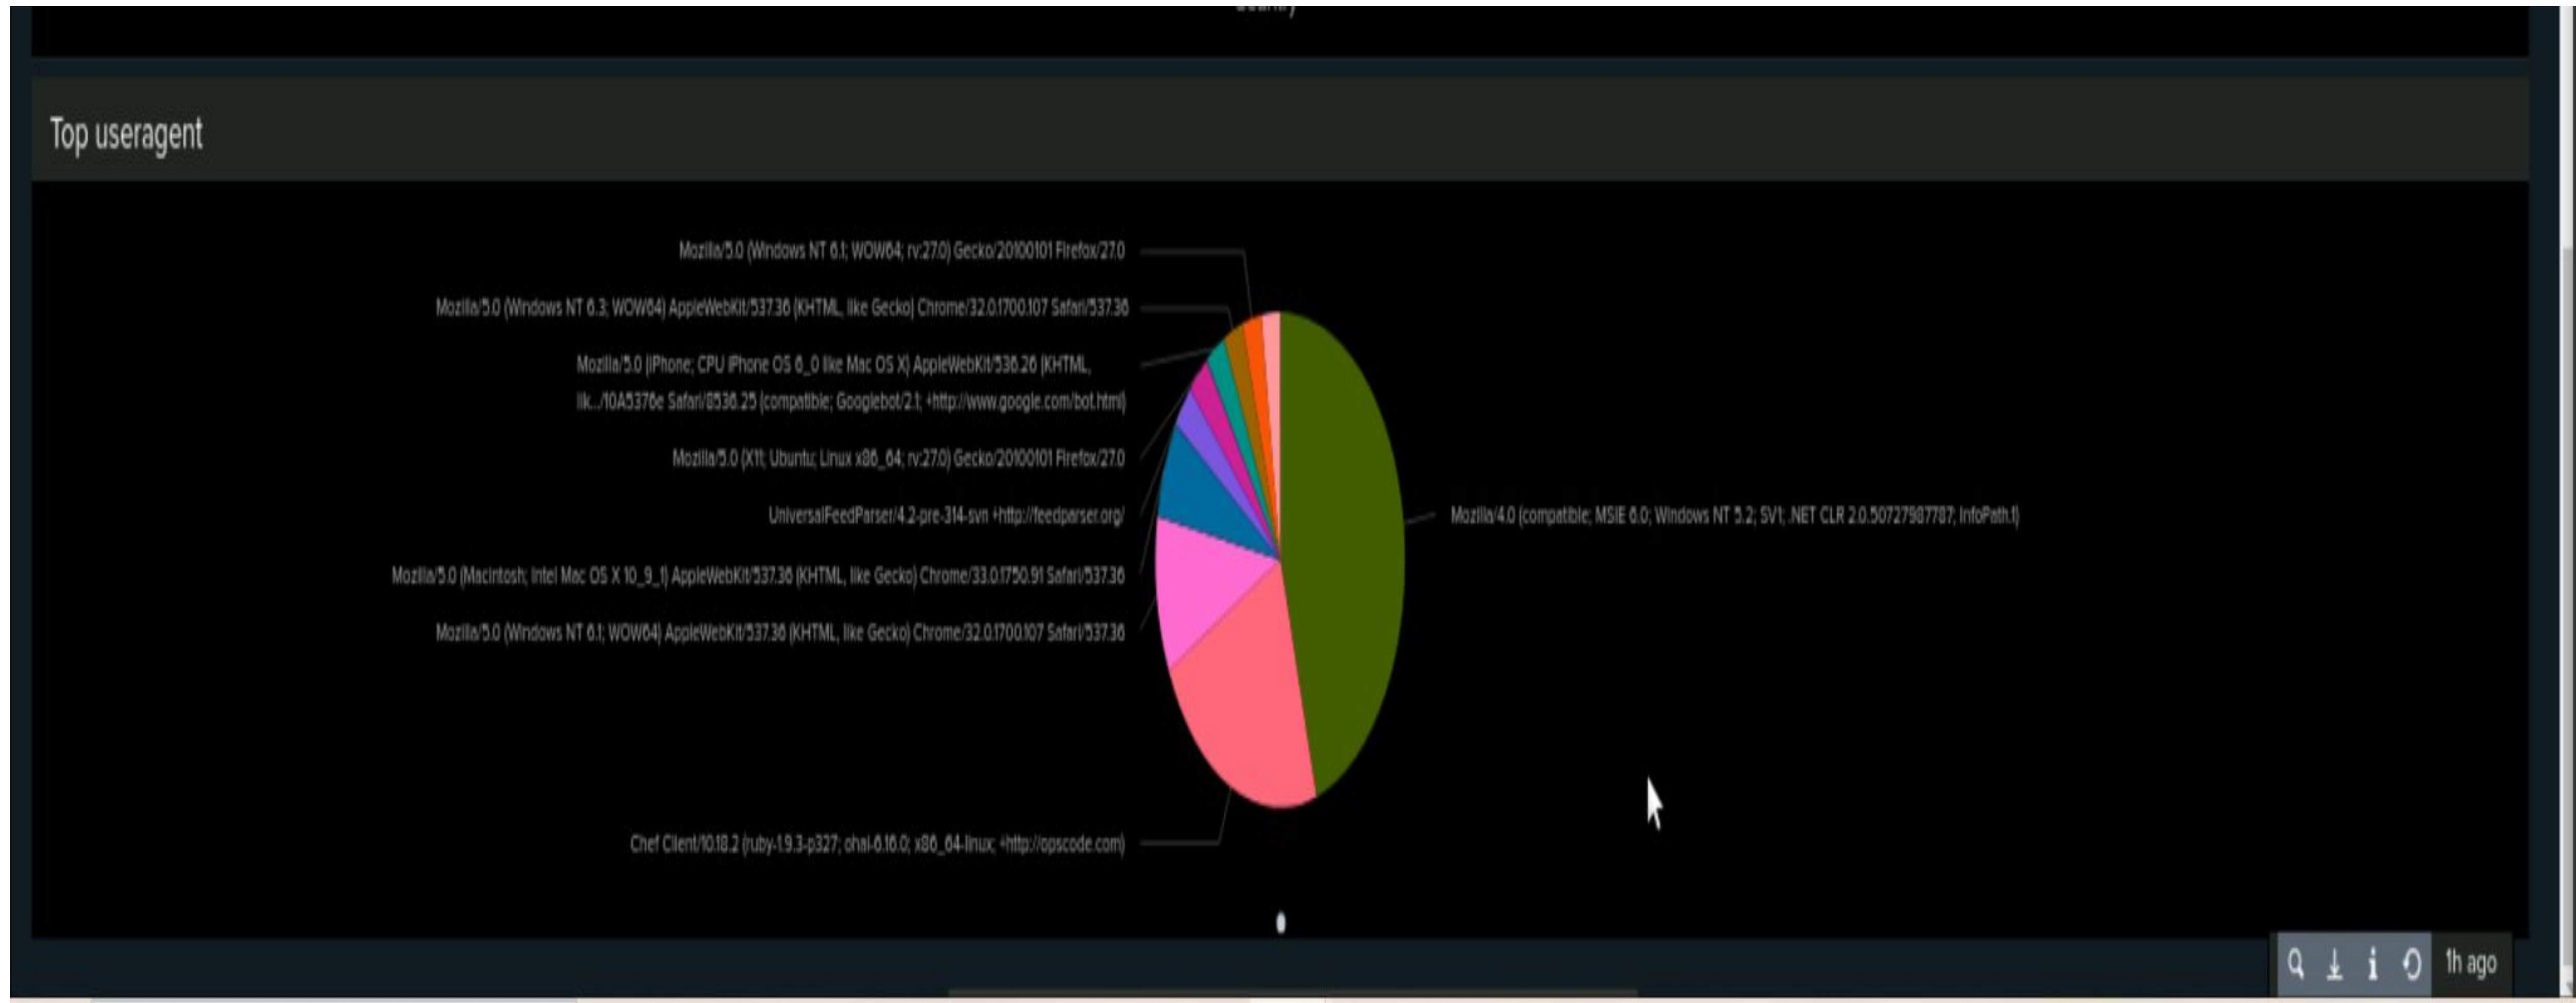 Top useragent
Mozilla/5.0 (Windows NT 6.1; WOW64; rv:27.0) Gecko/20100101 Firefox/27.0
Mozilla/5.0 (Windows NT 6.3; WOW64) AppleWebKit/537.36 (KHTML, like Gecko) Chrome/32.0.1700.107 Safari/537.36
Mozilla/5.0 (iPhone; CPU iPhone OS 6_0 like Mac OS X) AppleWebKit/536.26 (KHTML,
lik.../10A5376e Safari/8536.25 (compatible; Googlebot/2.1; +http://www.google.com/bot.html)
Mozilla/5.0 (X11; Ubuntu; Linux x86_64; rv:27.0) Gecko/20100101 Firefox/27.0
UniversalFeedParser/4.2-pre-314-svn +http://feedparser.org/
Mozilla/4.0 (compatible; MSIE 6.0; Windows NT 5.2; SV1; .NET CLR 2.0.50727987787; InfoPath.1)
Mozilla/5.0 (Macintosh; Intel Mac OS X 10_9_1) AppleWebKit/537.36 (KHTML, like Gecko) Chrome/33.0.1750.91 Safari/537.36
Mozilla/5.0 (Windows NT 6.1; WOW64) AppleWebKit/537.36 (KHTML, like Gecko) Chrome/32.0.1700.107 Safari/537.36
Chef Client/10.18.2 (ruby-1.9.3-p327; ohai-6.16.0; x86_64-linux; +http://opscode.com)
1h ago